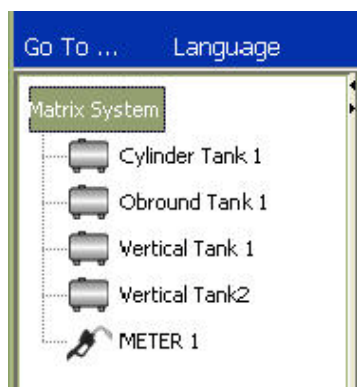 Go To ... Language
Matrix System
Cylinder Tank 1
Obround Tank 1
Vertical Tank 1
Vertical Tank2
METER 1